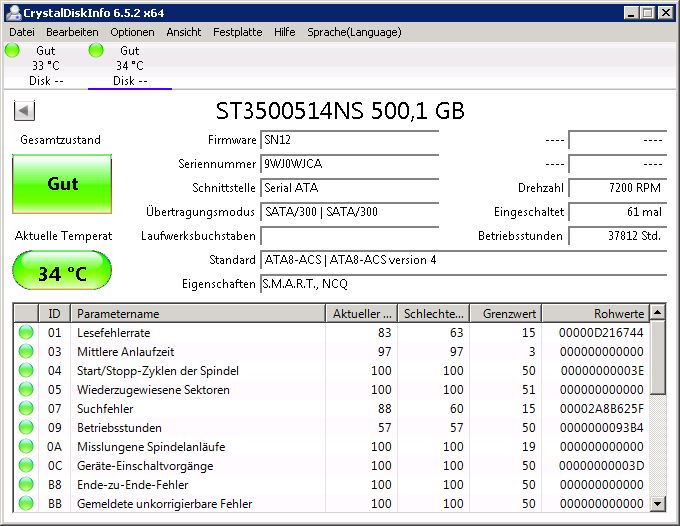 CrystalDiskInfo 6.5.2 x64
Datei Bearbeiten Optionen Ansicht Festplatte Hilfe Sprache(Language)
Gut Gut
33 °C 34 °C
Disk -- Disk --
ST3500514NS 500,1 GB
Gesamtzustand
Gut
Aktuelle Temperat
34 °C
Firmware SN12 ---- ----
Seriennummer 9WJ0WJCA ---- ----
Schnittstelle Serial ATA Drehzahl 7200 RPM
Übertragungsmodus SATA/300 | SATA/300 Eingeschaltet 61 mal
Laufwerksbuchstaben Betriebsstunden 37812 Std.
Standard ATA8-ACS | ATA8-ACS version 4
Eigenschaften S.M.A.R.T., NCQ
ID Parametername Aktueller ... Schlechte... Grenzwert Rohwerte
01 Lesefehlerrate 83 63 15 00000D216744
03 Mittlere Anlaufzeit 97 97 3 000000000000
04 Start/Stopp-Zyklen der Spindel 100 100 50 00000000003E
05 Wiederzugewiesene Sektoren 100 100 51 000000000000
07 Suchfehler 88 60 15 00002A8B625F
09 Betriebsstunden 57 57 50 0000000093B4
0A Misslungene Spindelanläufe 100 100 19 000000000000
0C Geräte-Einschaltvorgänge 100 100 50 00000000003D
B8 Ende-zu-Ende-Fehler 100 100 50 000000000000
BB Gemeldete unkorrigierbare Fehler 100 100 50 000000000000